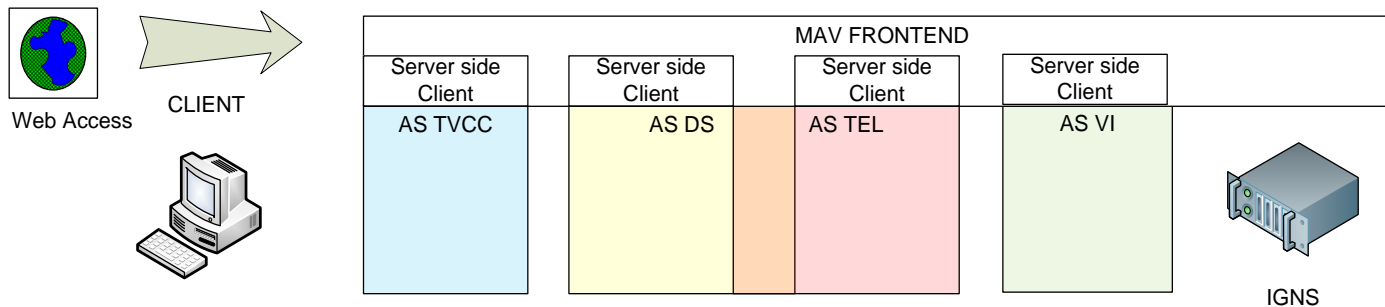 MAV FRONTEND
Server side
Client
Server side
Client
Server side
Client
Server side
Client
CLIENT
Web Access
AS TVCC
AS DS
AS TEL
AS VI
IGNS